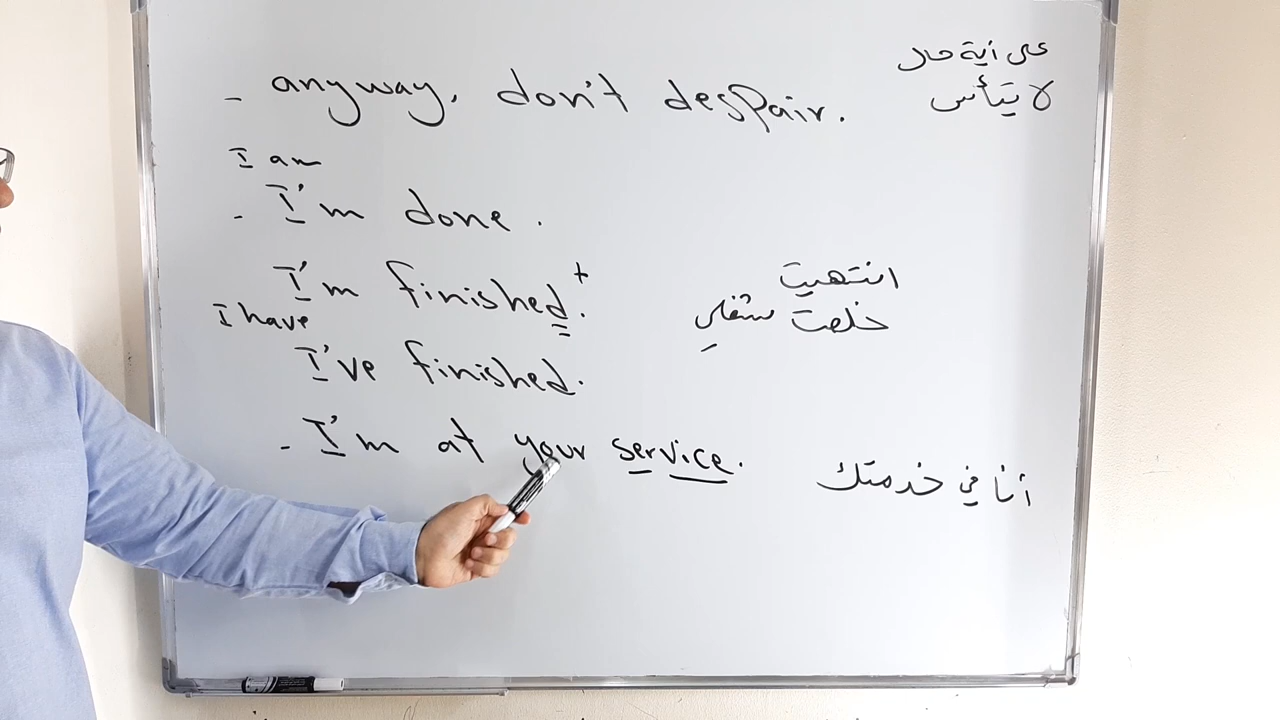 - anyway, don't despair.
على أية حال
لا تيأس
I am
- I'm done.
I'm finished.
+
انتهيت
خلصت شغلي
I have
I've finished.
- I'm at your service.
أنا في خدمتك